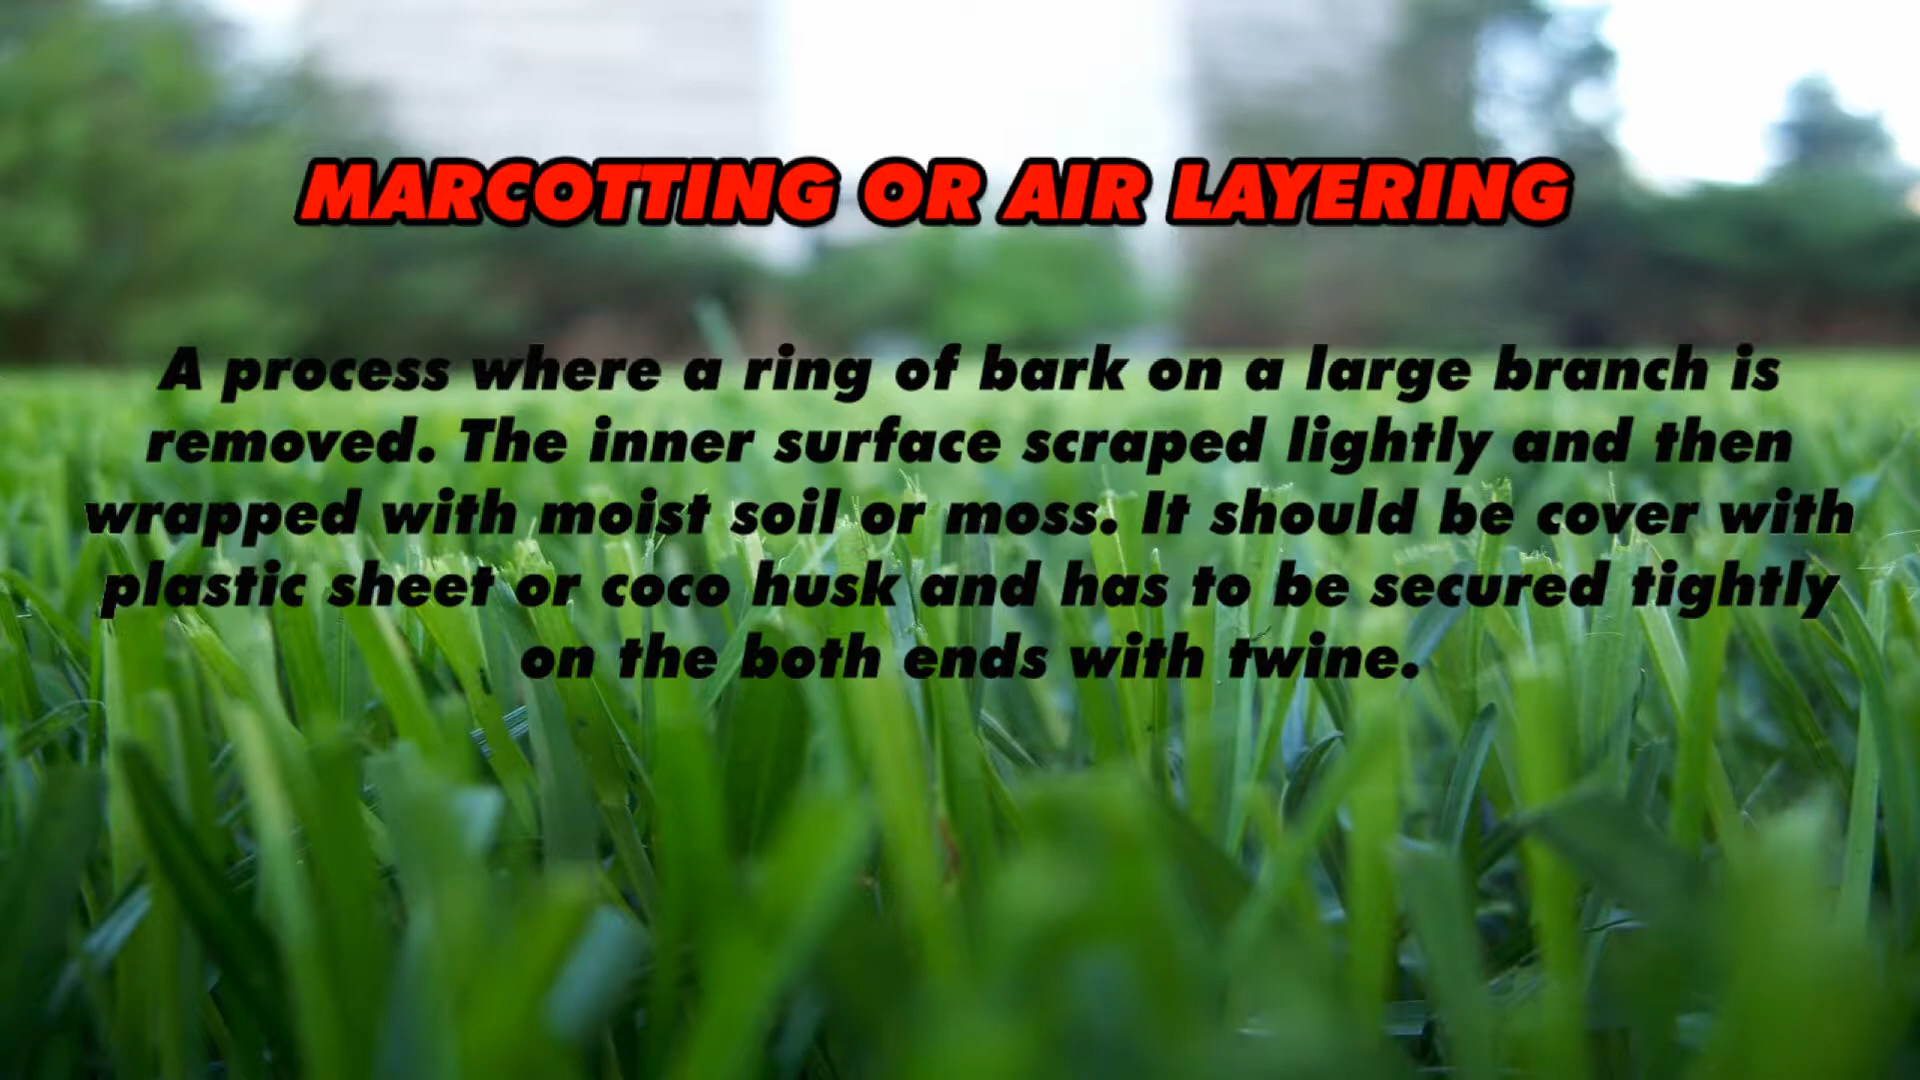 MARCOTTING OR AIR LAYERING
A process where a ring of bark on a large branch is
removed. The inner surface scraped lightly and then
wrapped with moist soil or moss. It should be cover with
plastic sheet or coco husk and has to be secured tightly
on the both ends with twine.